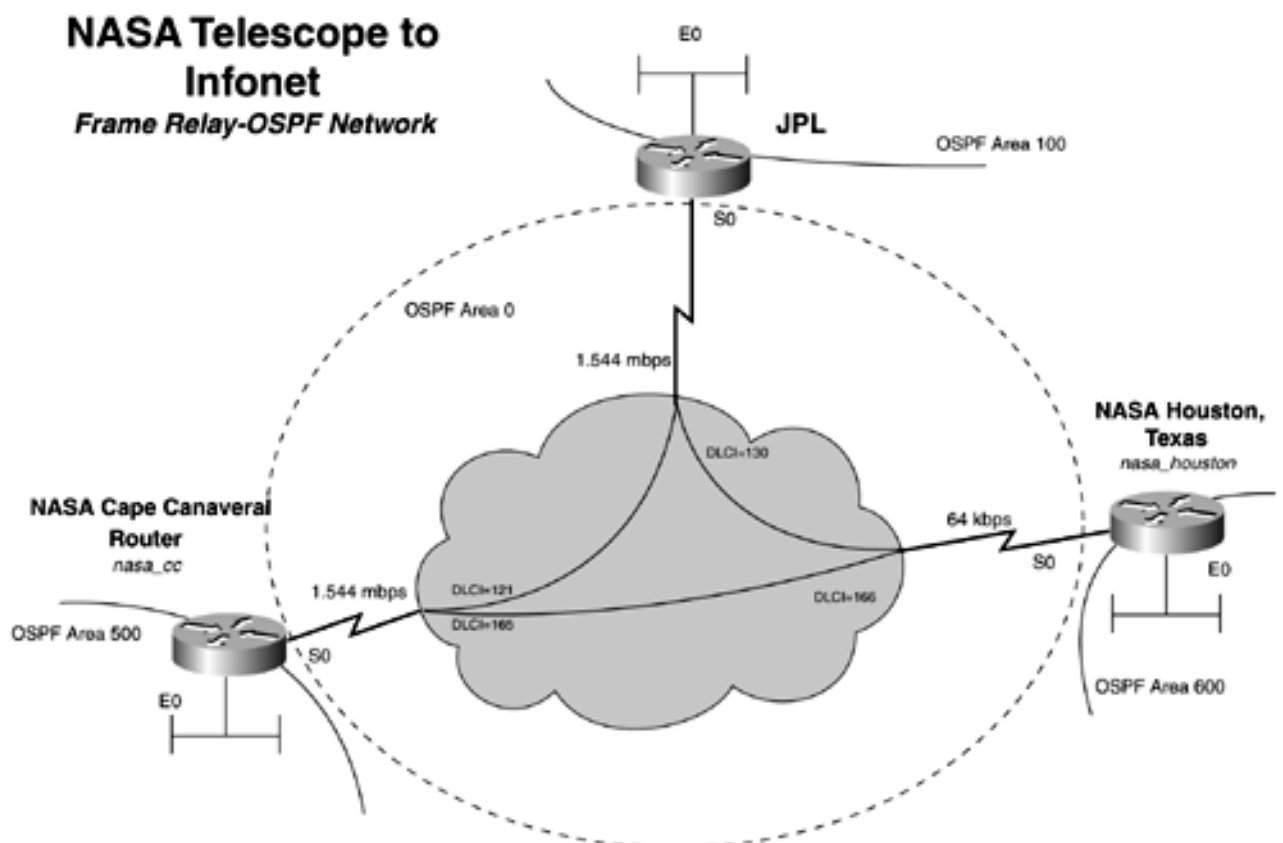 NASA Telescope to
Infonet
Frame Relay-OSPF Network
E0
JPL
OSPF Area 100
S0
OSPF Area 0
1.544 mbps
NASA Houston,
Texas
nasa_houston
DLCI=130
NASA Cape Canaveral
Router
nasa_cc
64 kbps
S0
E0
1.544 mbps
DLCI=121
DLCI=166
DLCI=165
OSPF Area 500
S0
E0
OSPF Area 600